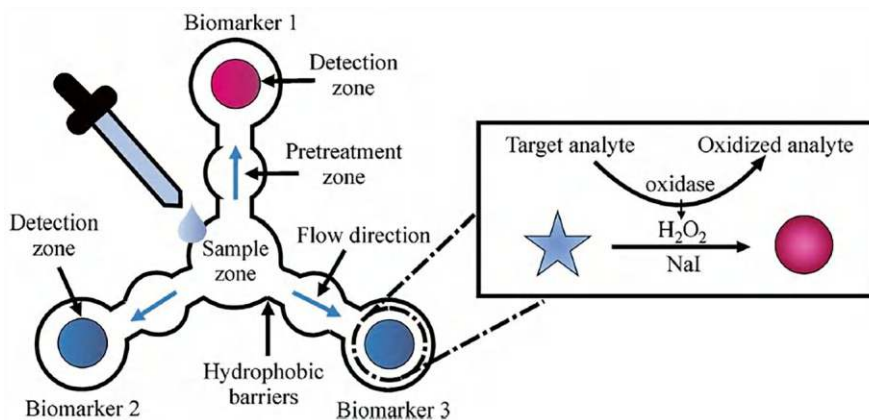 Biomarker 1
Detection
zone
Pretreatment
zone
Detection
zone
Sample
zone
Flow direction
Hydrophobic
barriers
Biomarker 2
Biomarker 3
Target analyte
Oxidized analyte
oxidase
H₂O₂
NaI